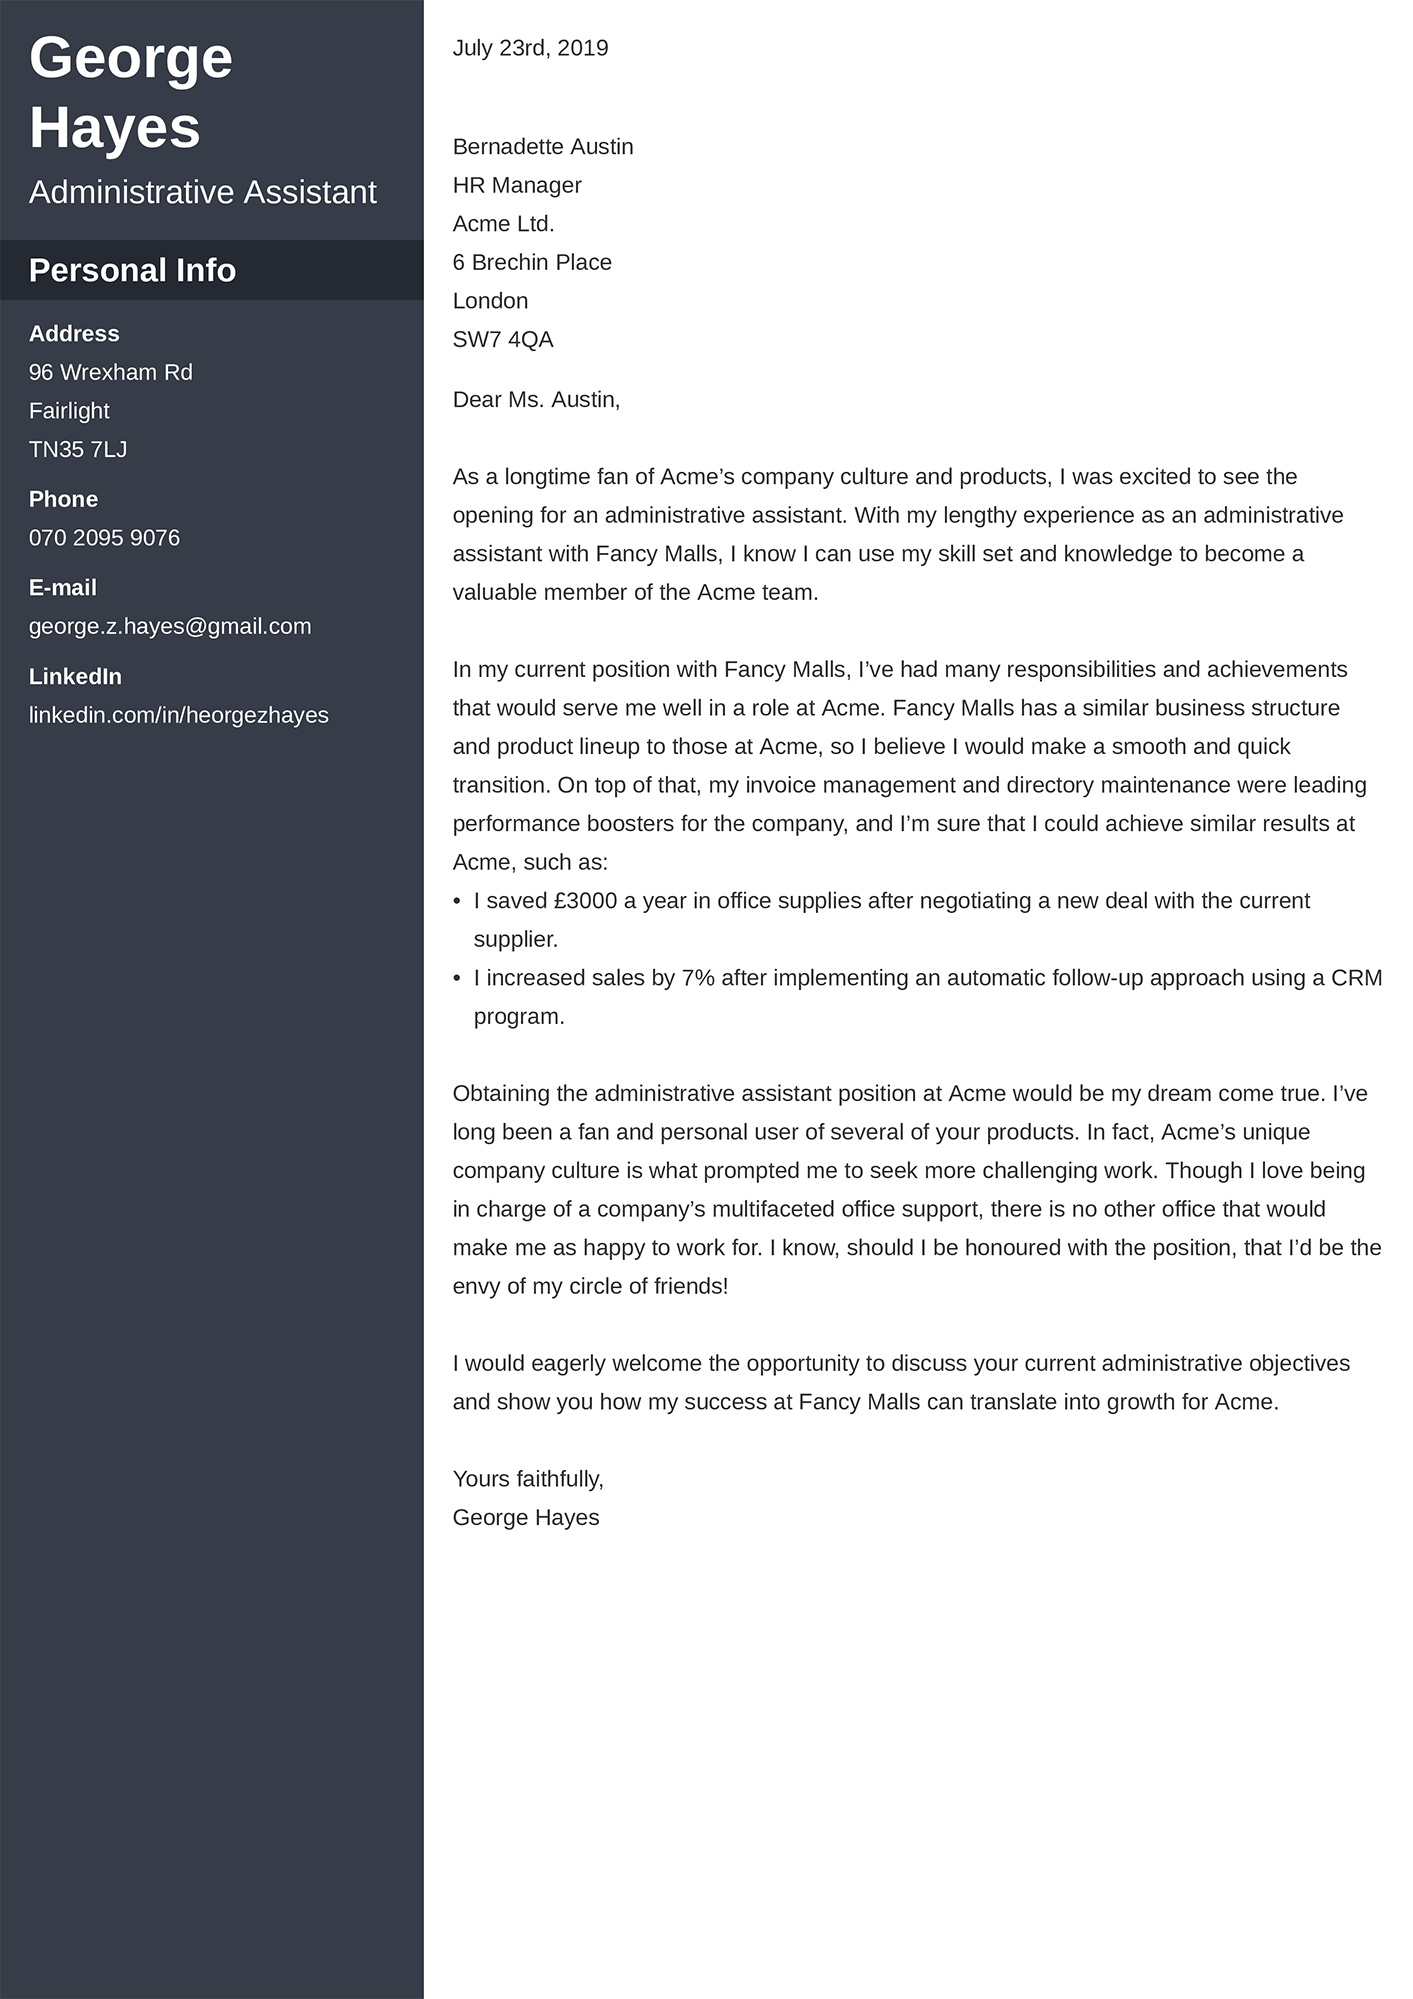 George
Hayes
Administrative Assistant
Personal Info
Address
96 Wrexham Rd
Fairlight
TN35 7LJ
Phone
070 2095 9076
E-mail
george.z.hayes@gmail.com
LinkedIn
linkedin.com/in/heorgezhayes
July 23rd, 2019
Bernadette Austin
HR Manager
Acme Ltd.
6 Brechin Place
London
SW7 4QA
Dear Ms. Austin,
As a longtime fan of Acme’s company culture and products, I was excited to see the
opening for an administrative assistant. With my lengthy experience as an administrative
assistant with Fancy Malls, I know I can use my skill set and knowledge to become a
valuable member of the Acme team.
In my current position with Fancy Malls, I’ve had many responsibilities and achievements
that would serve me well in a role at Acme. Fancy Malls has a similar business structure
and product lineup to those at Acme, so I believe I would make a smooth and quick
transition. On top of that, my invoice management and directory maintenance were leading
performance boosters for the company, and I’m sure that I could achieve similar results at
Acme, such as:
• I saved £3000 a year in office supplies after negotiating a new deal with the current
supplier.
• I increased sales by 7% after implementing an automatic follow-up approach using a CRM
program.
Obtaining the administrative assistant position at Acme would be my dream come true. I’ve
long been a fan and personal user of several of your products. In fact, Acme’s unique
company culture is what prompted me to seek more challenging work. Though I love being
in charge of a company’s multifaceted office support, there is no other office that would
make me as happy to work for. I know, should I be honoured with the position, that I’d be the
envy of my circle of friends!
I would eagerly welcome the opportunity to discuss your current administrative objectives
and show you how my success at Fancy Malls can translate into growth for Acme.
Yours faithfully,
George Hayes